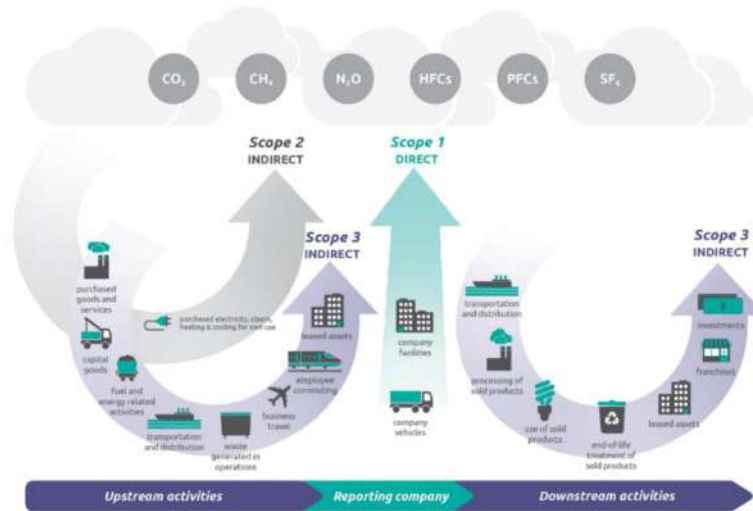 CO₂
CH₄
N₂O
HFCs
PFCs
SF₆
Scope 2
INDIRECT
Scope 1
DIRECT
Scope 3
INDIRECT
Scope 3
INDIRECT
purchased
goods and
services
capital
goods
fuel and
energy related
activities
transportation
and distribution
waste
generated in
operations
business
travel
employee
commuting
leased assets
purchased electricity, steam,
heating & cooling for own use
company
facilities
company
vehicles
transportation
and distribution
processing of
sold products
use of sold
products
end-of-life
treatment of
sold products
leased assets
franchises
investments
Upstream activities
Reporting company
Downstream activities